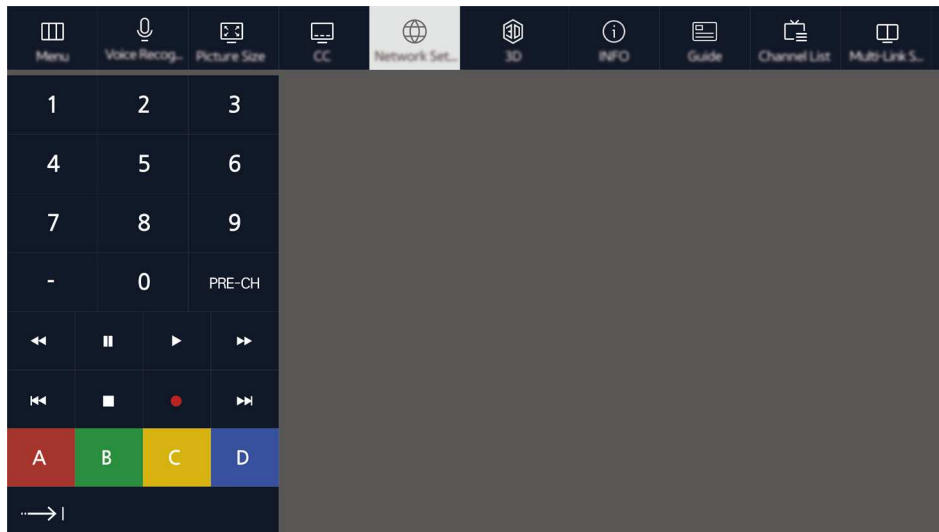 Menu Voice Recog... Picture Size CC Network Set... 3D INFO Guide Channel List Multi-Link S...
1 2 3
4 5 6
7 8 9
- 0 PRE-CH
A B C D